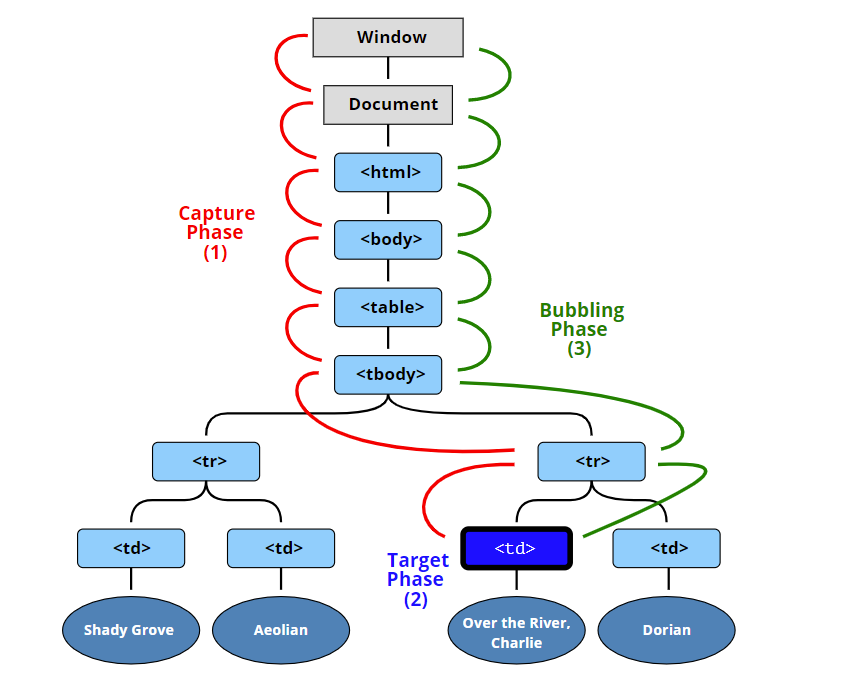 Window
Document
<html>
Capture
Phase
(1)
<body>
<table>
Bubbling
Phase
(3)
<tbody>
<tr>
<tr>
<td>
<td>
<td>
<td>
Target
Phase
(2)
Shady Grove
Aeolian
Over the River,
Charlie
Dorian